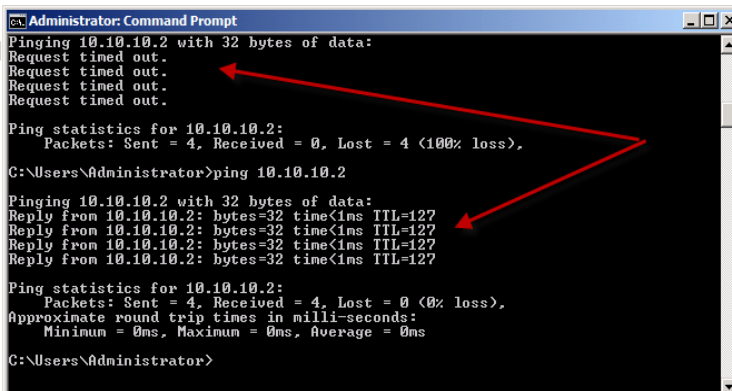 Administrator: Command Prompt
Pinging 10.10.10.2 with 32 bytes of data:
Request timed out.
Request timed out.
Request timed out.
Request timed out.
Ping statistics for 10.10.10.2:
Packets: Sent = 4, Received = 0, Lost = 4 (100% loss),
C:\Users\Administrator>ping 10.10.10.2
Pinging 10.10.10.2 with 32 bytes of data:
Reply from 10.10.10.2: bytes=32 time<1ms TTL=127
Reply from 10.10.10.2: bytes=32 time<1ms TTL=127
Reply from 10.10.10.2: bytes=32 time<1ms TTL=127
Reply from 10.10.10.2: bytes=32 time<1ms TTL=127
Ping statistics for 10.10.10.2:
Packets: Sent = 4, Received = 4, Lost = 0 (0% loss),
Approximate round trip times in milli-seconds:
Minimum = 0ms, Maximum = 0ms, Average = 0ms
C:\Users\Administrator>